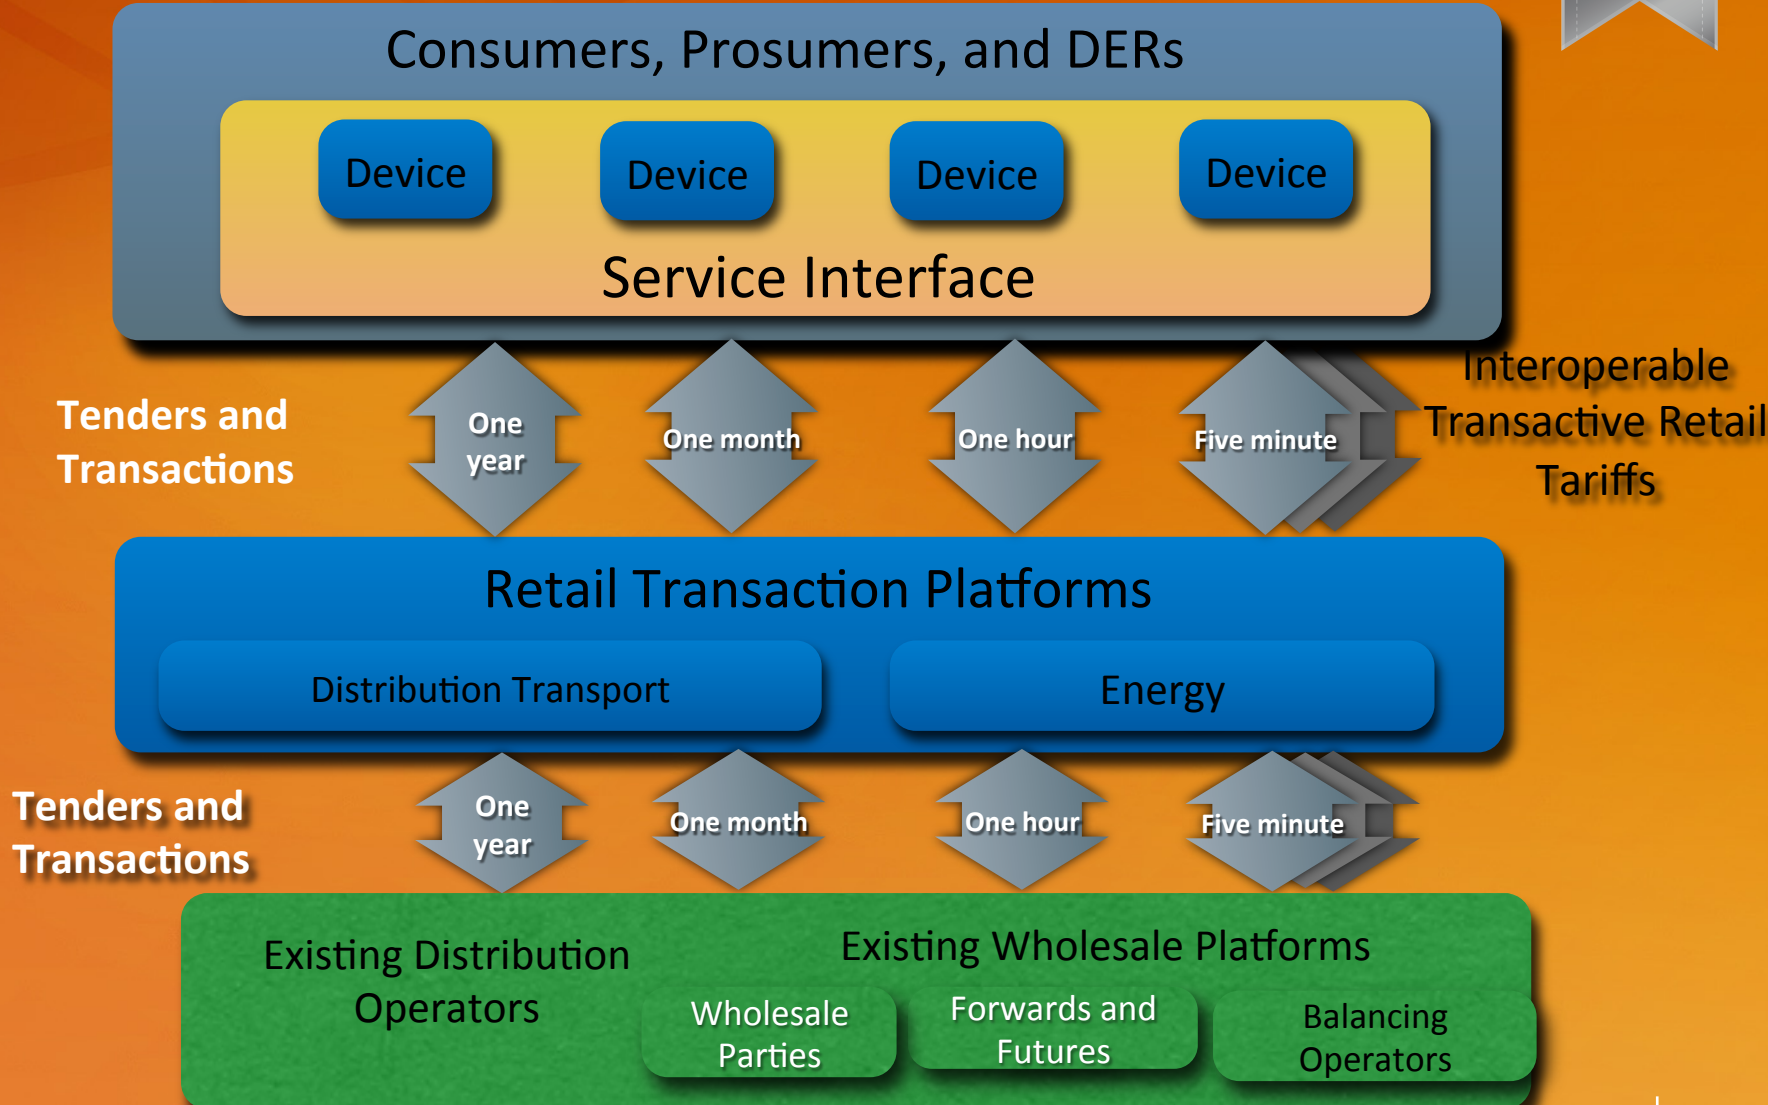 Consumers, Prosumers, and DERs
Device
Device
Device
Device
Service Interface
Tenders and
Transactions
One
year
One month
One hour
Five minute
Interoperable
Transactive Retail
Tariffs
Retail Transaction Platforms
Distribution Transport
Energy
Tenders and
Transactions
One
year
One month
One hour
Five minute
Existing Distribution
Operators
Existing Wholesale Platforms
Wholesale
Parties
Forwards and
Futures
Balancing
Operators